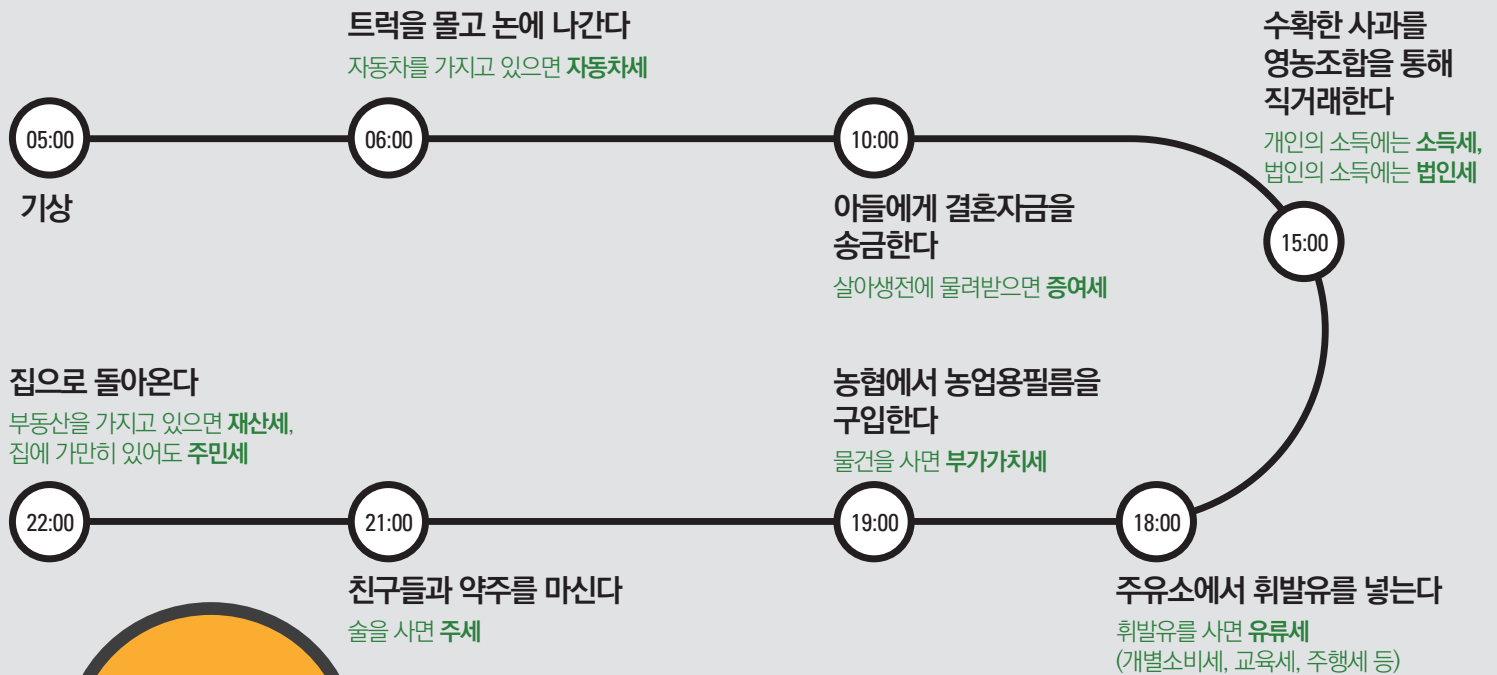 05:00
기상
트럭을 몰고 논에 나간다
자동차를 가지고 있으면 자동차세
06:00
10:00
아들에게 결혼자금을
송금한다
살아생전에 물려받으면 증여세
수확한 사과를
영농조합을 통해
직거래한다
개인의 소득에는 소득세,
법인의 소득에는 법인세
15:00
18:00
주유소에서 휘발유를 넣는다
휘발유를 사면 유류세
(개별소비세, 교육세, 주행세 등)
농협에서 농업용필름을
구입한다
물건을 사면 부가가치세
19:00
21:00
친구들과 약주를 마신다
술을 사면 주세
집으로 돌아온다
부동산을 가지고 있으면 재산세,
집에 가만히 있어도 주민세
22:00